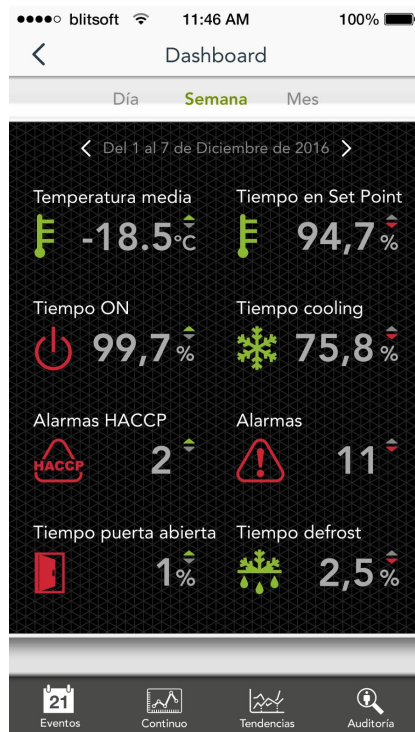 blitsoft 11:46 AM 100%
Dashboard
Día Semana Mes
Del 1 al 7 de Diciembre de 2016
Temperatura media Tiempo en Set Point
-18.5°C 94,7%
Tiempo ON Tiempo cooling
99,7% 75,8%
Alarmas HACCP Alarmas
HACCP 2 11
Tiempo puerta abierta Tiempo defrost
1% 2,5%
21
Eventos Continuo Tendencias Auditoría